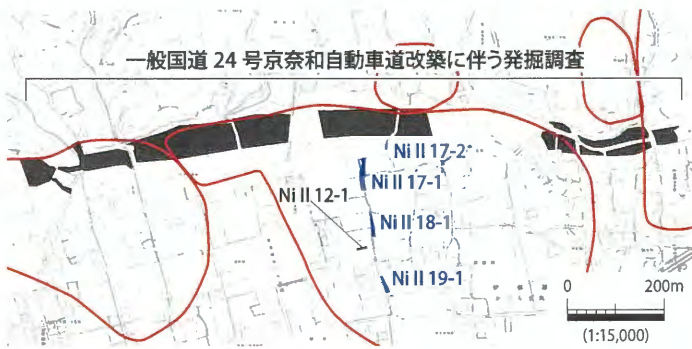 一般国道 24 号京奈和自動車道改築に伴う発掘調査
Ni II 17-2
Ni II 17-1
Ni II 12-1
Ni II 18-1
Ni II 19-1
0 200m
(1:15,000)